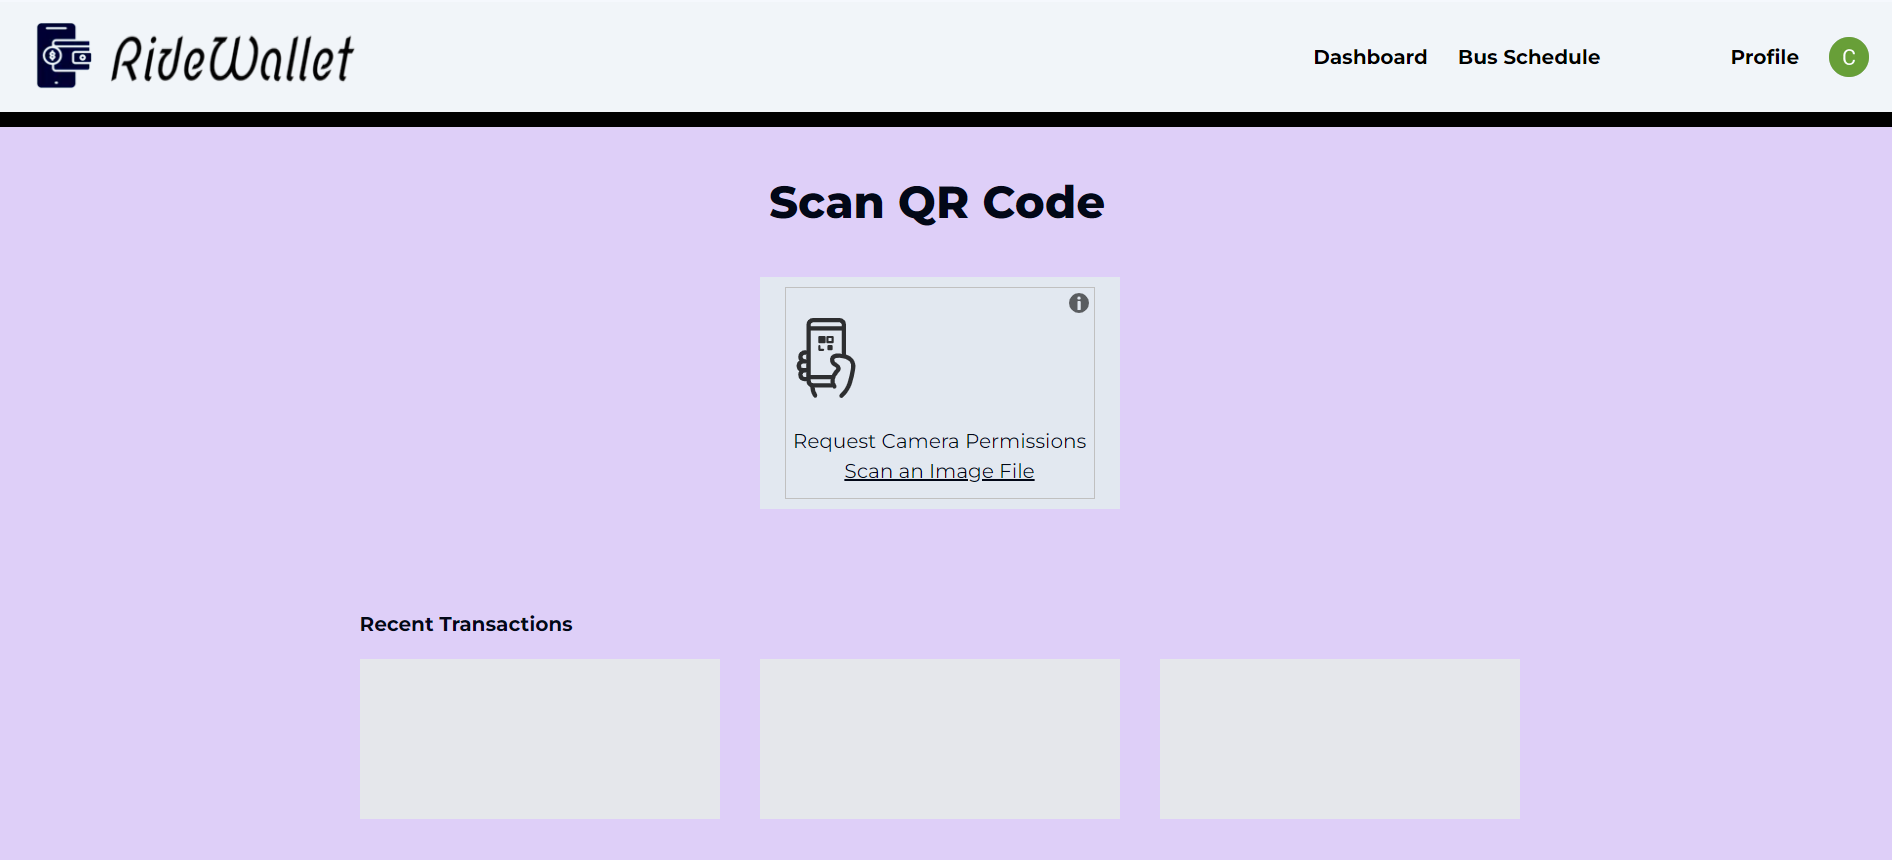 RideWallet
Dashboard Bus Schedule Profile C
Scan QR Code
i
Request Camera Permissions
Scan an Image File
Recent Transactions